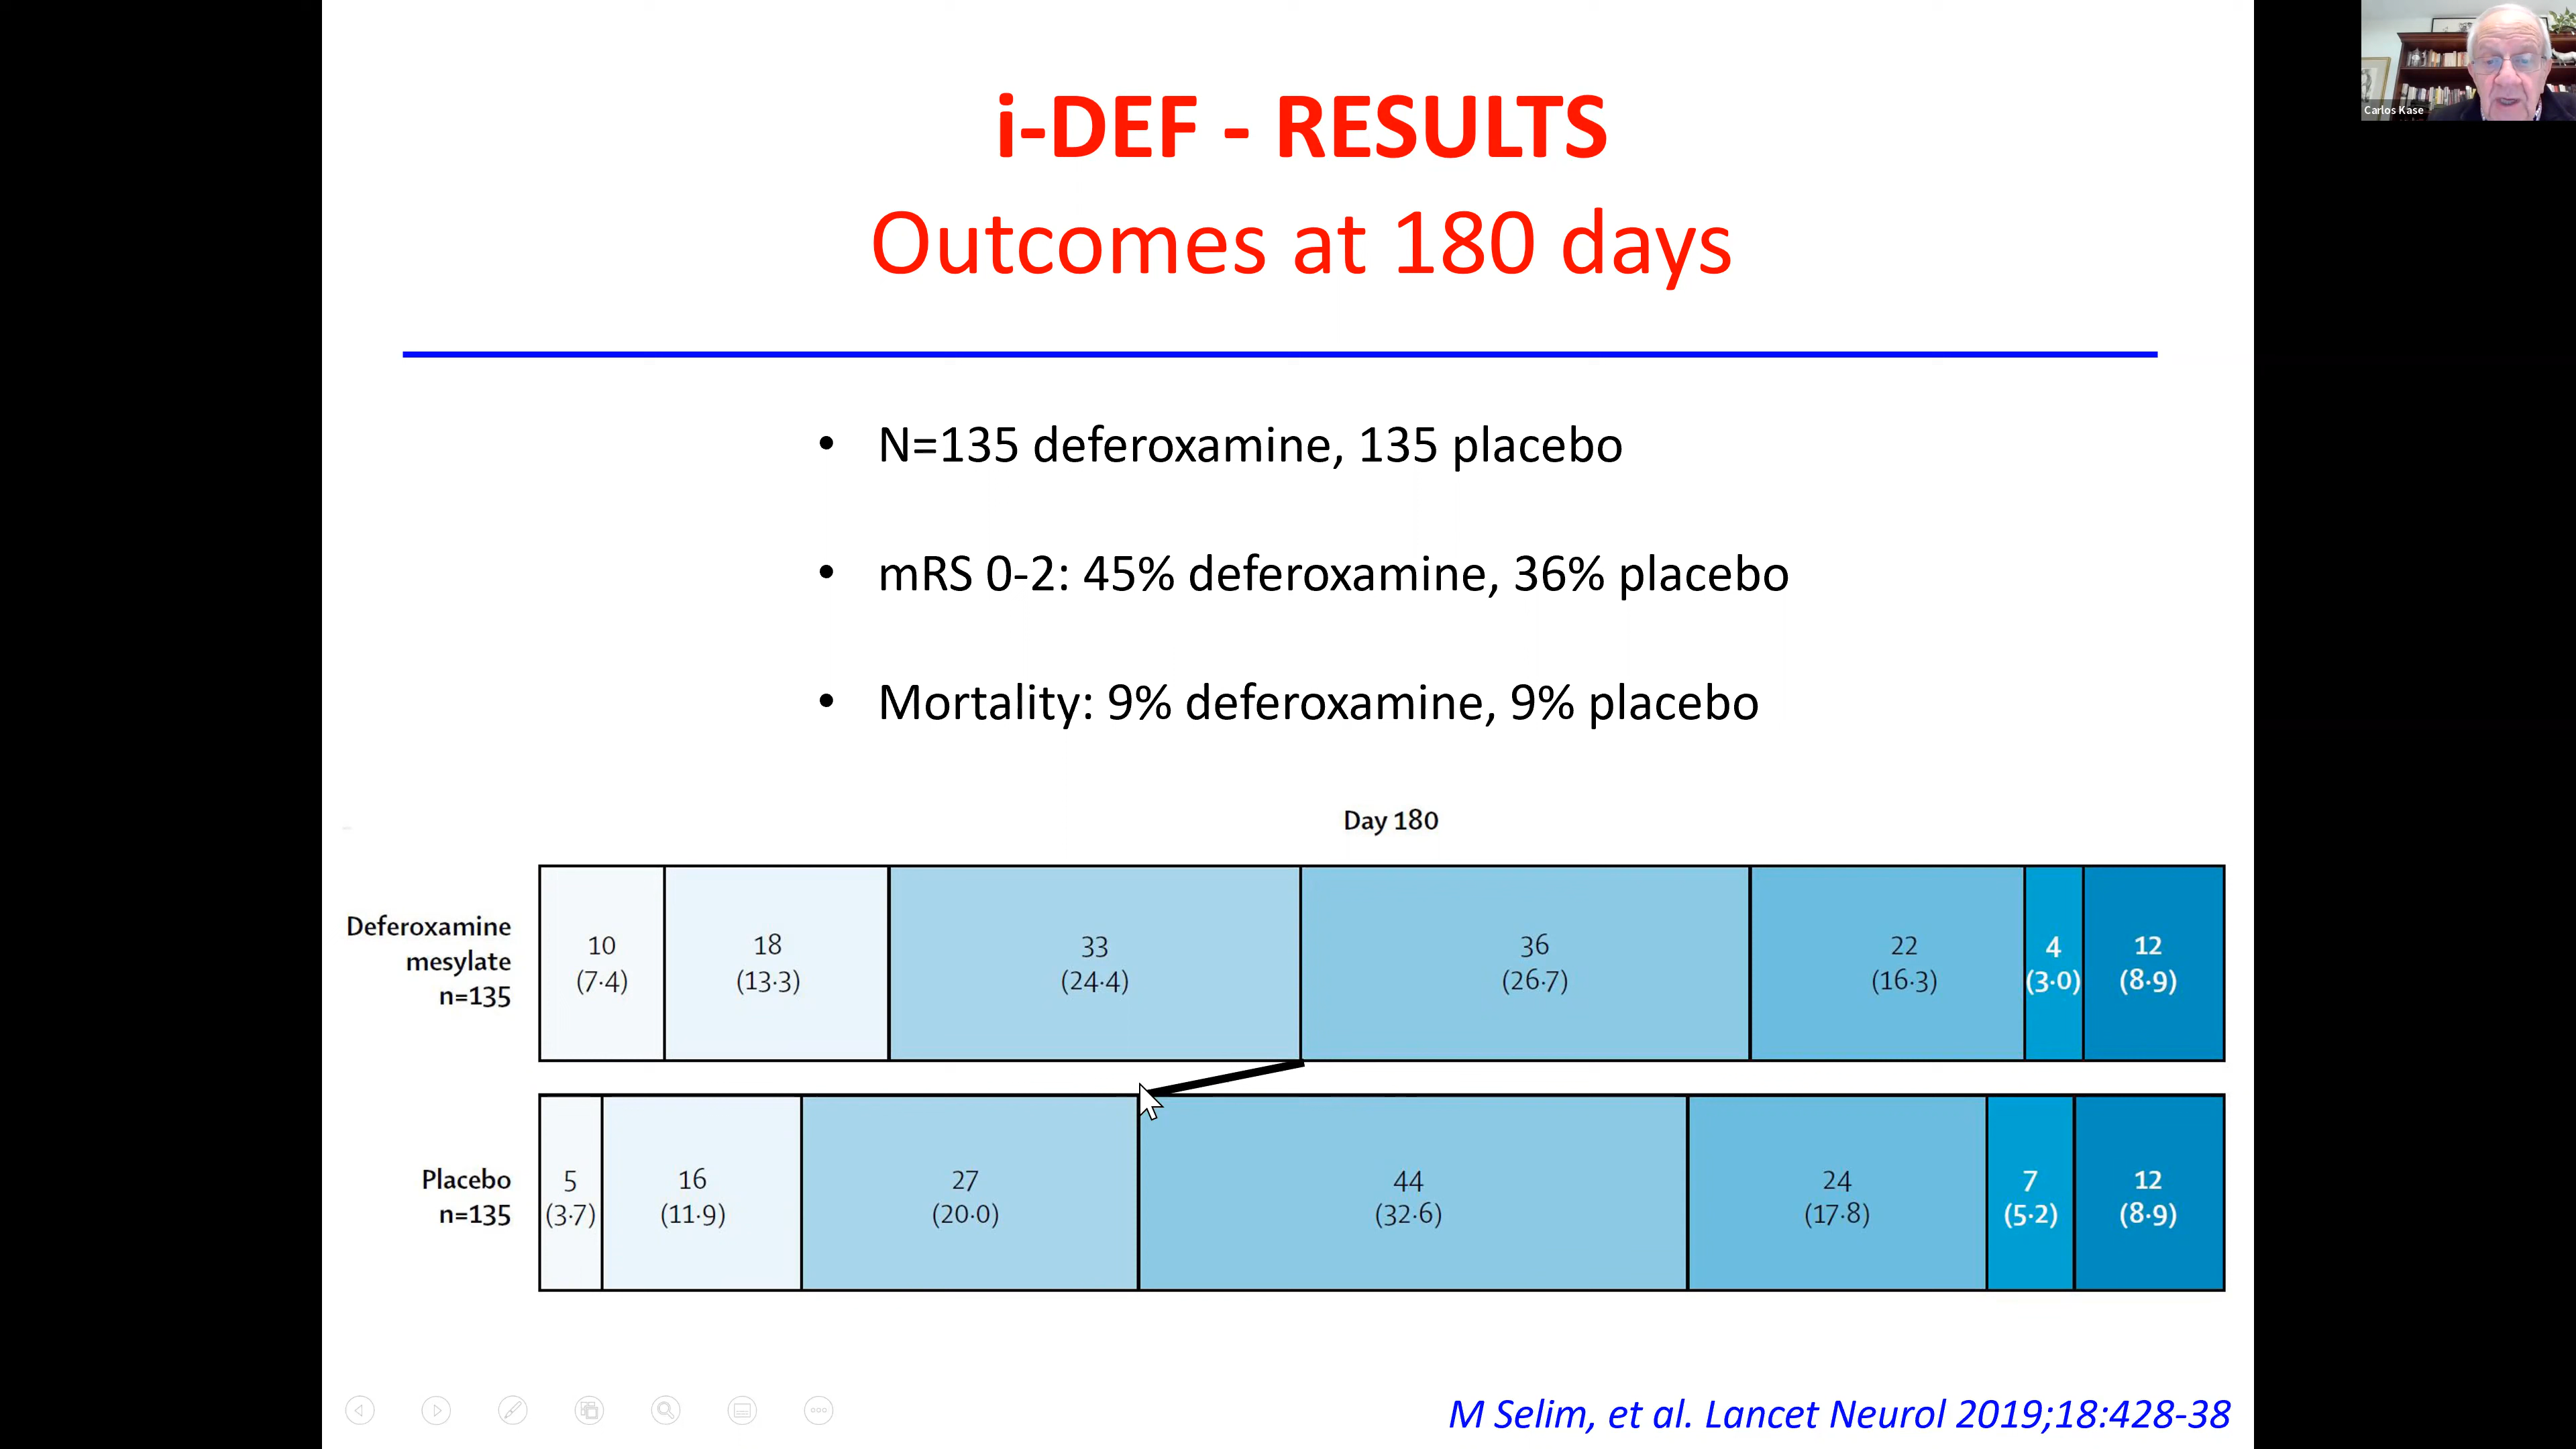 Carlos Kase
i-DEF - RESULTS
Outcomes at 180 days
• N=135 deferoxamine, 135 placebo
• mRS 0-2: 45% deferoxamine, 36% placebo
• Mortality: 9% deferoxamine, 9% placebo
Day 180
Deferoxamine
mesylate
n=135
10 18 33 36 22 4 12
(7·4) (13·3) (24·4) (26·7) (16·3) (3·0) (8·9)
Placebo
n=135
5 16 27 44 24 7 12
(3·7) (11·9) (20·0) (32·6) (17·8) (5·2) (8·9)
M Selim, et al. Lancet Neurol 2019;18:428-38